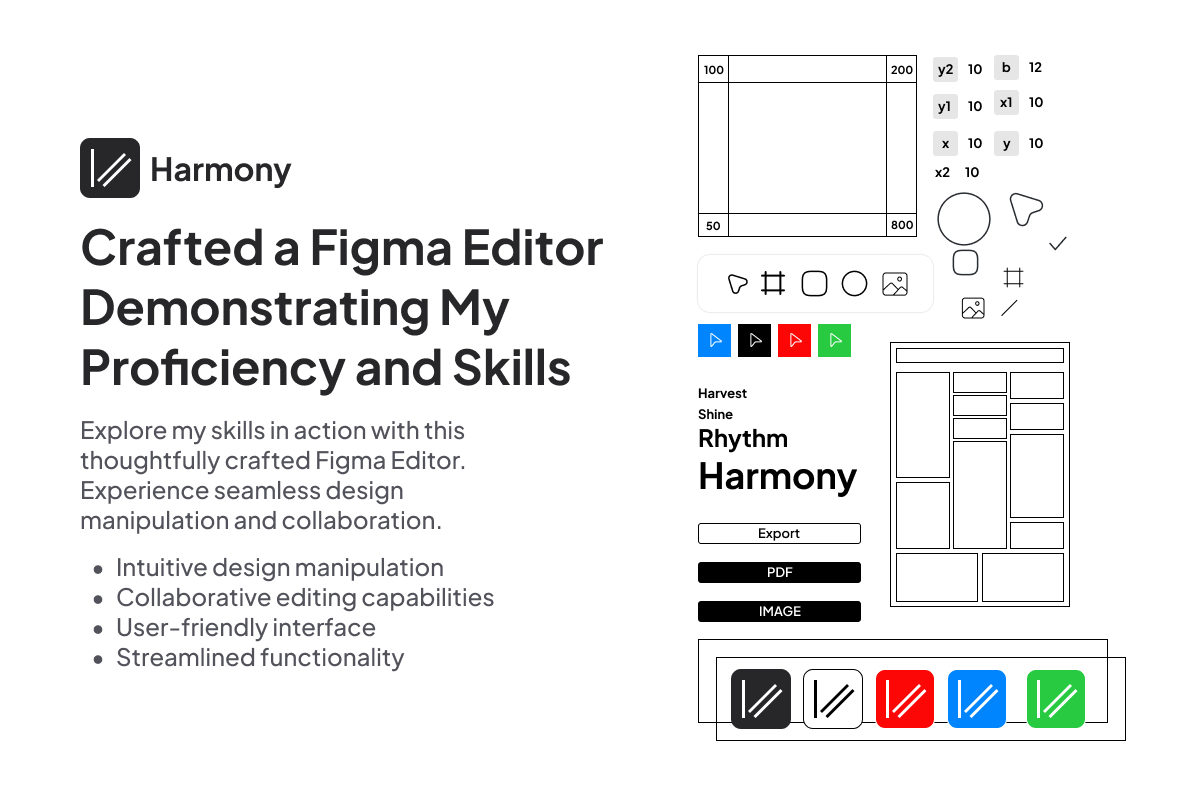 Harmony
Crafted a Figma Editor
Demonstrating My
Proficiency and Skills
Explore my skills in action with this
thoughtfully crafted Figma Editor.
Experience seamless design
manipulation and collaboration.
• Intuitive design manipulation
• Collaborative editing capabilities
• User-friendly interface
• Streamlined functionality
100 200
50 800
y2 10 b 12
y1 10 x1 10
x 10 y 10
x2 10
Harvest
Shine
Rhythm
Harmony
Export
PDF
IMAGE